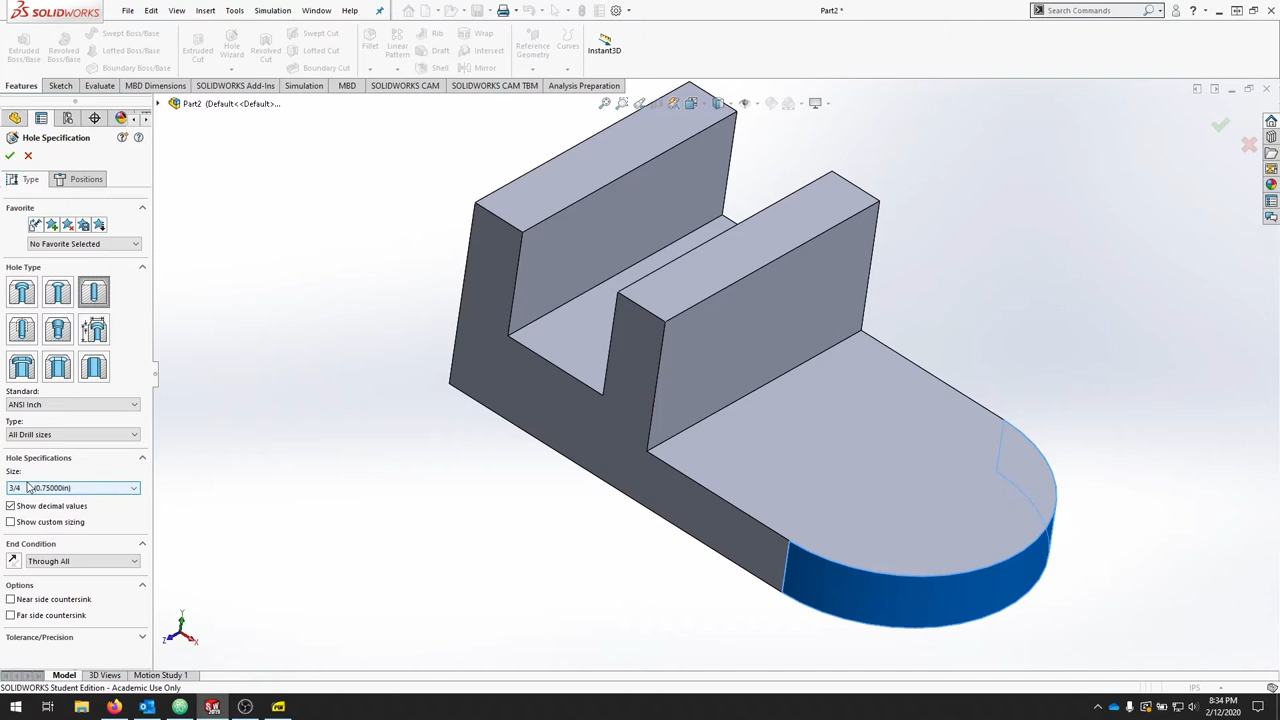 SOLIDWORKS
File Edit View Insert Tools Simulation Window Help
Part2 *
Search Commands
Extruded Boss/Base
Revolved Boss/Base
Swept Boss/Base
Lofted Boss/Base
Boundary Boss/Base
Extruded Cut
Hole Wizard
Revolved Cut
Swept Cut
Lofted Cut
Boundary Cut
Fillet
Linear Pattern
Rib
Draft
Shell
Wrap
Intersect
Mirror
Reference Geometry
Curves
Instant3D
Features Sketch Evaluate MBD Dimensions SOLIDWORKS Add-Ins Simulation MBD SOLIDWORKS CAM SOLIDWORKS CAM TBM Analysis Preparation
Part2 (Default<<Default>...
Hole Specification
Type Positions
Favorite
No Favorite Selected
Hole Type
Standard:
ANSI Inch
Type:
All Drill sizes
Hole Specifications
Size:
3/4 (0.75000in)
Show decimal values
Show custom sizing
End Condition
Through All
Options
Near side countersink
Far side countersink
Tolerance/Precision
Y
Z X
Model 3D Views Motion Study 1
SOLIDWORKS Student Edition - Academic Use Only
IPS
8:34 PM
2/12/2020